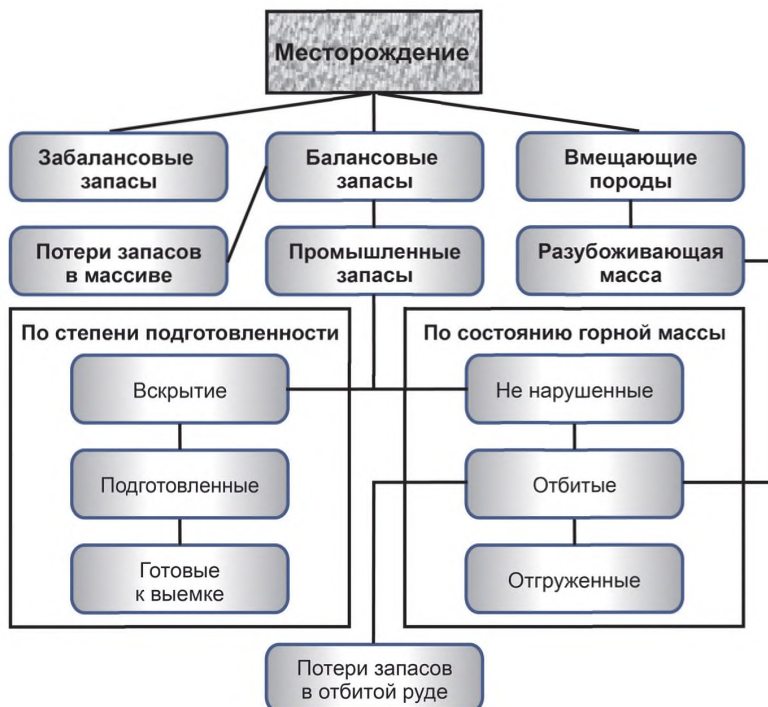 Месторождение
Забалансовые
запасы
Балансовые
запасы
Вмещающие
породы
Потери запасов
в массиве
Промышленные
запасы
Разубоживающая
масса
По степени подготовленности
Вскрытие
Подготовленные
Готовые
к выемке
По состоянию горной массы
Не нарушенные
Отбитые
Отгруженные
Потери запасов
в отбитой руде